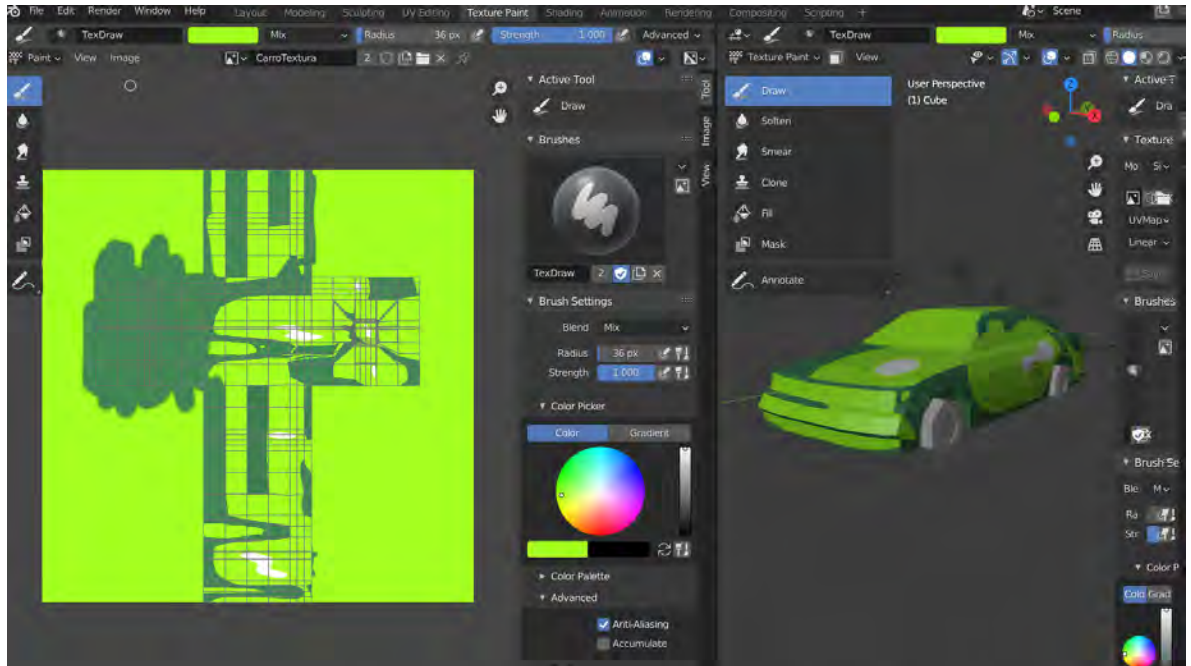 File Edit Render Window Help Layout Modeling Sculpting UV Editing Texture Paint Shading Animation Rendering Compositing Scripting + Scene
TexDraw Mix Radius 36 px Strength 1.000 Advanced
Paint View Image CarroTextura 2
Active Tool
Draw
Brushes
TexDraw 2
Brush Settings
Blend Mix
Radius 36 px
Strength 1.000
Color Picker
Color Gradient
Color Palette
Advanced
Anti-Aliasing
Accumulate
Tool
Image
View
TexDraw Mix Radius
Texture Paint View
Draw
Soften
Smear
Clone
Fill
Mask
Annotate
User Perspective
(1) Cube
Z
Y
X
Active T
Dra
Texture
Mo Si
UVMap
Linear
Brushes
Brush Se
Ble M
Ra
Str
Color P
Colo Grad